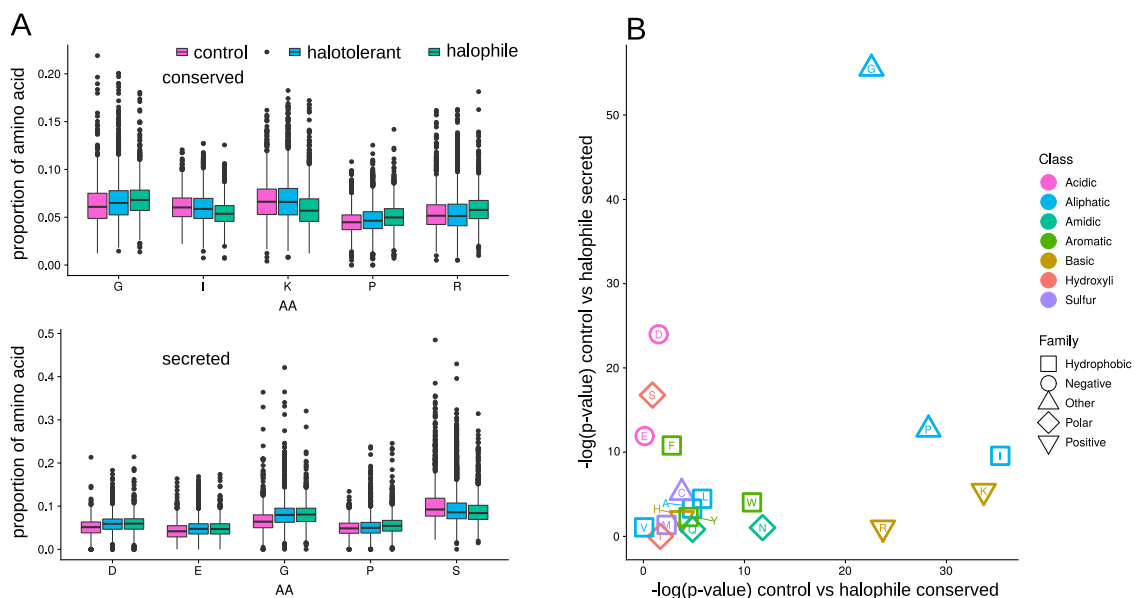 A
control
halotolerant
halophile
conserved
proportion of amino acid
0.20
0.15
0.10
0.05
0.00
G
I
K
P
R
AA
secreted
proportion of amino acid
0.5
0.4
0.3
0.2
0.1
0.0
D
E
G
P
S
AA
B
-log(p-value) control vs halophile secreted
50
40
30
20
10
0
G
D
S
E
F
P
I
K
C
L
A
H
W
Y
V
M
Q
N
R
0
10
20
30
-log(p-value) control vs halophile conserved
Class
Acidic
Aliphatic
Amidic
Aromatic
Basic
Hydroxyli
Sulfur
Family
Hydrophobic
Negative
Other
Polar
Positive